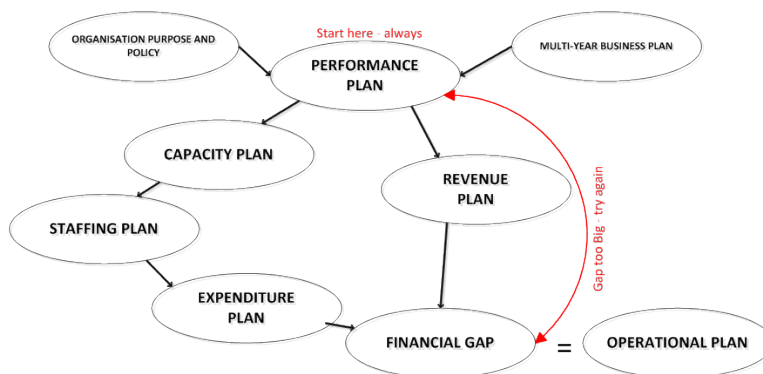 Start here - always
ORGANISATION PURPOSE AND
POLICY
PERFORMANCE
PLAN
MULTI-YEAR BUSINESS PLAN
CAPACITY PLAN
REVENUE
PLAN
Gap too Big - try again
STAFFING PLAN
EXPENDITURE
PLAN
FINANCIAL GAP
=
OPERATIONAL PLAN